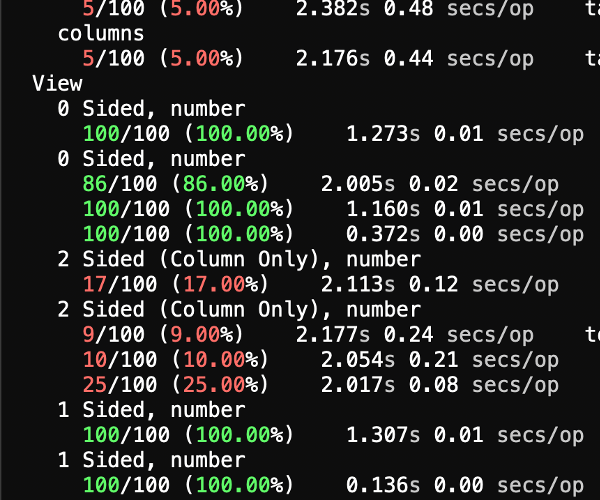 5/100 (5.00%) 2.382s 0.48 secs/op
columns
5/100 (5.00%) 2.176s 0.44 secs/op
View
0 Sided, number
100/100 (100.00%) 1.273s 0.01 secs/op
0 Sided, number
86/100 (86.00%) 2.005s 0.02 secs/op
100/100 (100.00%) 1.160s 0.01 secs/op
100/100 (100.00%) 0.372s 0.00 secs/op
2 Sided (Column Only), number
17/100 (17.00%) 2.113s 0.12 secs/op
2 Sided (Column Only), number
9/100 (9.00%) 2.177s 0.24 secs/op
10/100 (10.00%) 2.054s 0.21 secs/op
25/100 (25.00%) 2.017s 0.08 secs/op
1 Sided, number
100/100 (100.00%) 1.307s 0.01 secs/op
1 Sided, number
100/100 (100.00%) 0.136s 0.00 secs/op